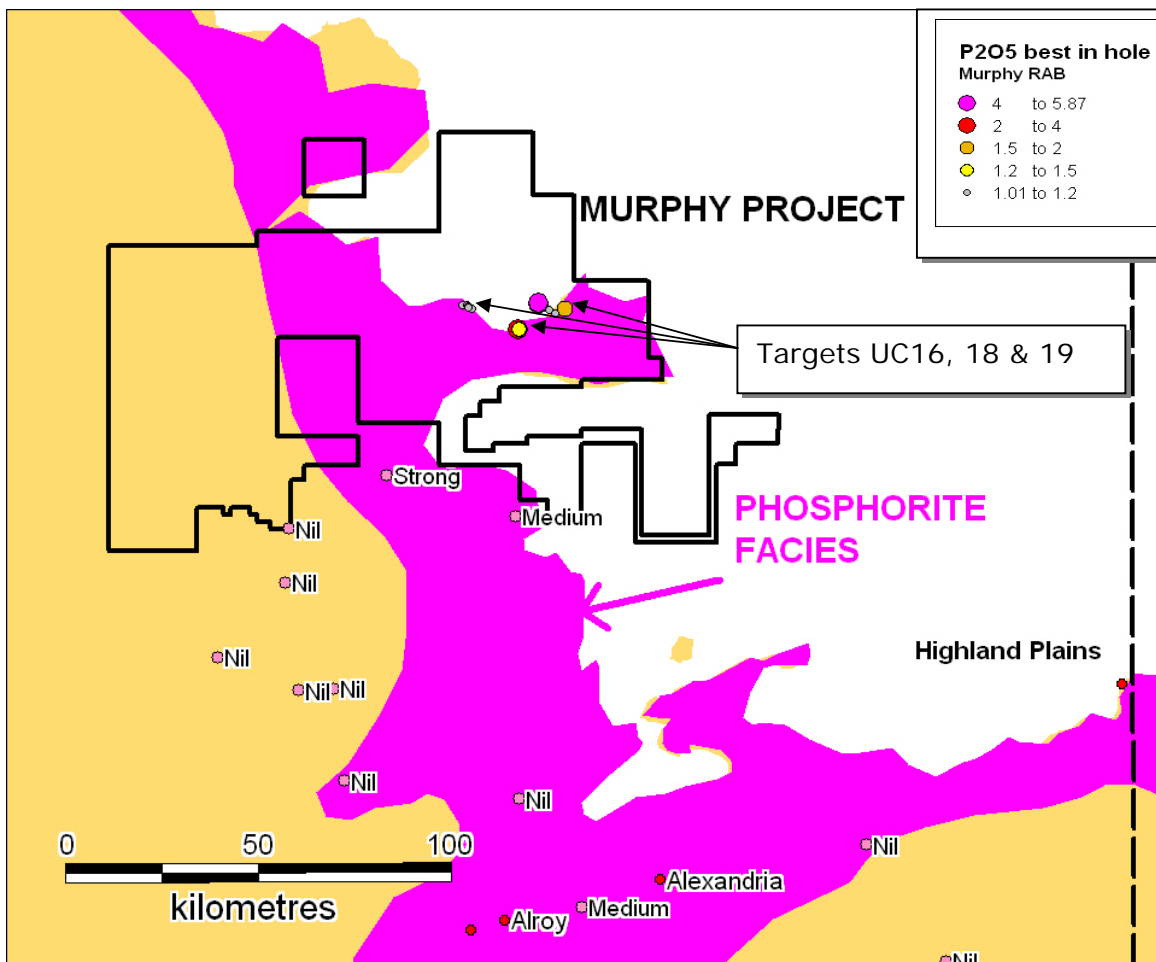 P2O5 best in hole
Murphy RAB
4 to 5.87
2 to 4
1.5 to 2
1.2 to 1.5
1.01 to 1.2
MURPHY PROJECT
Targets UC16, 18 & 19
Strong
Medium
PHOSPHORITE
FACIES
Nil
Nil
Nil
Highland Plains
Nil
Nil
Nil
Nil
0 50 100
kilometres
Nil
Alexandria
Medium
Alroy
Nil